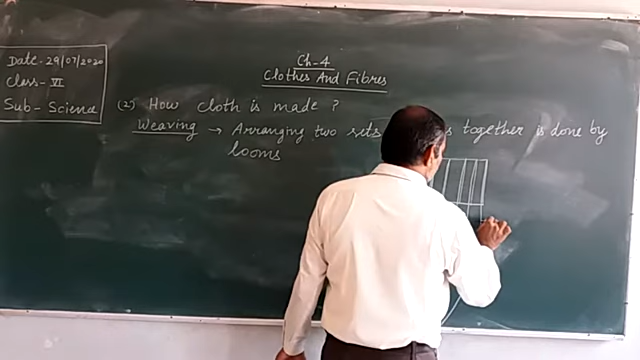 Date - 29/07/2020
Class - VI
Sub - Science
Ch-4
Clothes And Fibres
(2) How cloth is made ?
Weaving → Arranging two sets together is done by
looms